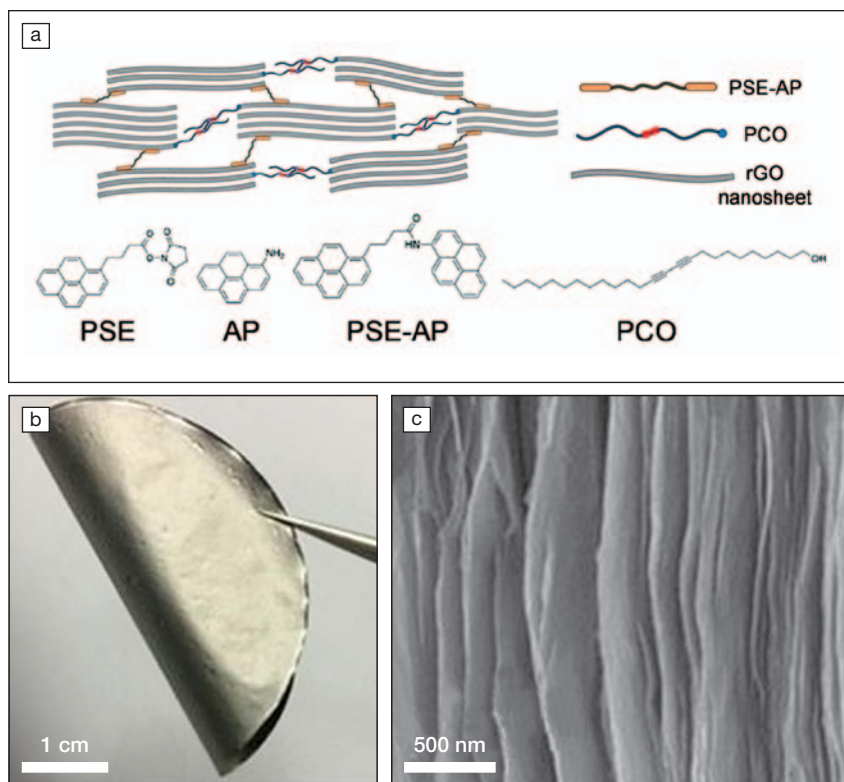 a
PSE-AP
PCO
rGO
nanosheet
O
O
N
O
O
NH₂
O
HN
OH
PSE
AP
PSE-AP
PCO
b
1 cm
c
500 nm